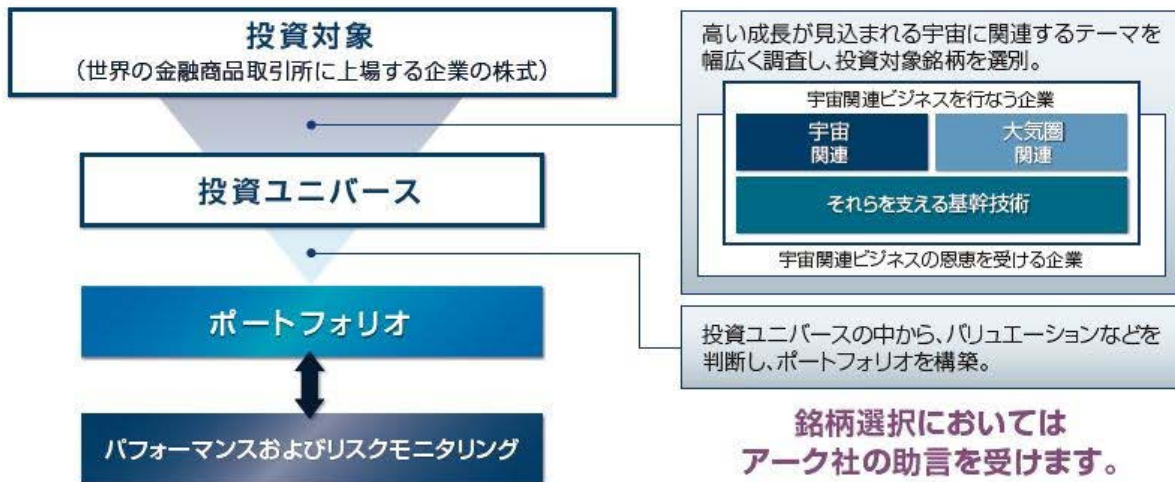 投資対象
（世界の金融商品取引所に上場する企業の株式）
投資ユニバース
ポートフォリオ
パフォーマンスおよびリスクモニタリング
高い成長が見込まれる宇宙に関連するテーマを
幅広く調査し、投資対象銘柄を選別。
宇宙関連ビジネスを行なう企業
宇宙
関連
大気圏
関連
それらを支える基幹技術
宇宙関連ビジネスの恩恵を受ける企業
投資ユニバースの中から、バリュエーションなどを
判断し、ポートフォリオを構築。
銘柄選択においては
アーク社の助言を受けます。